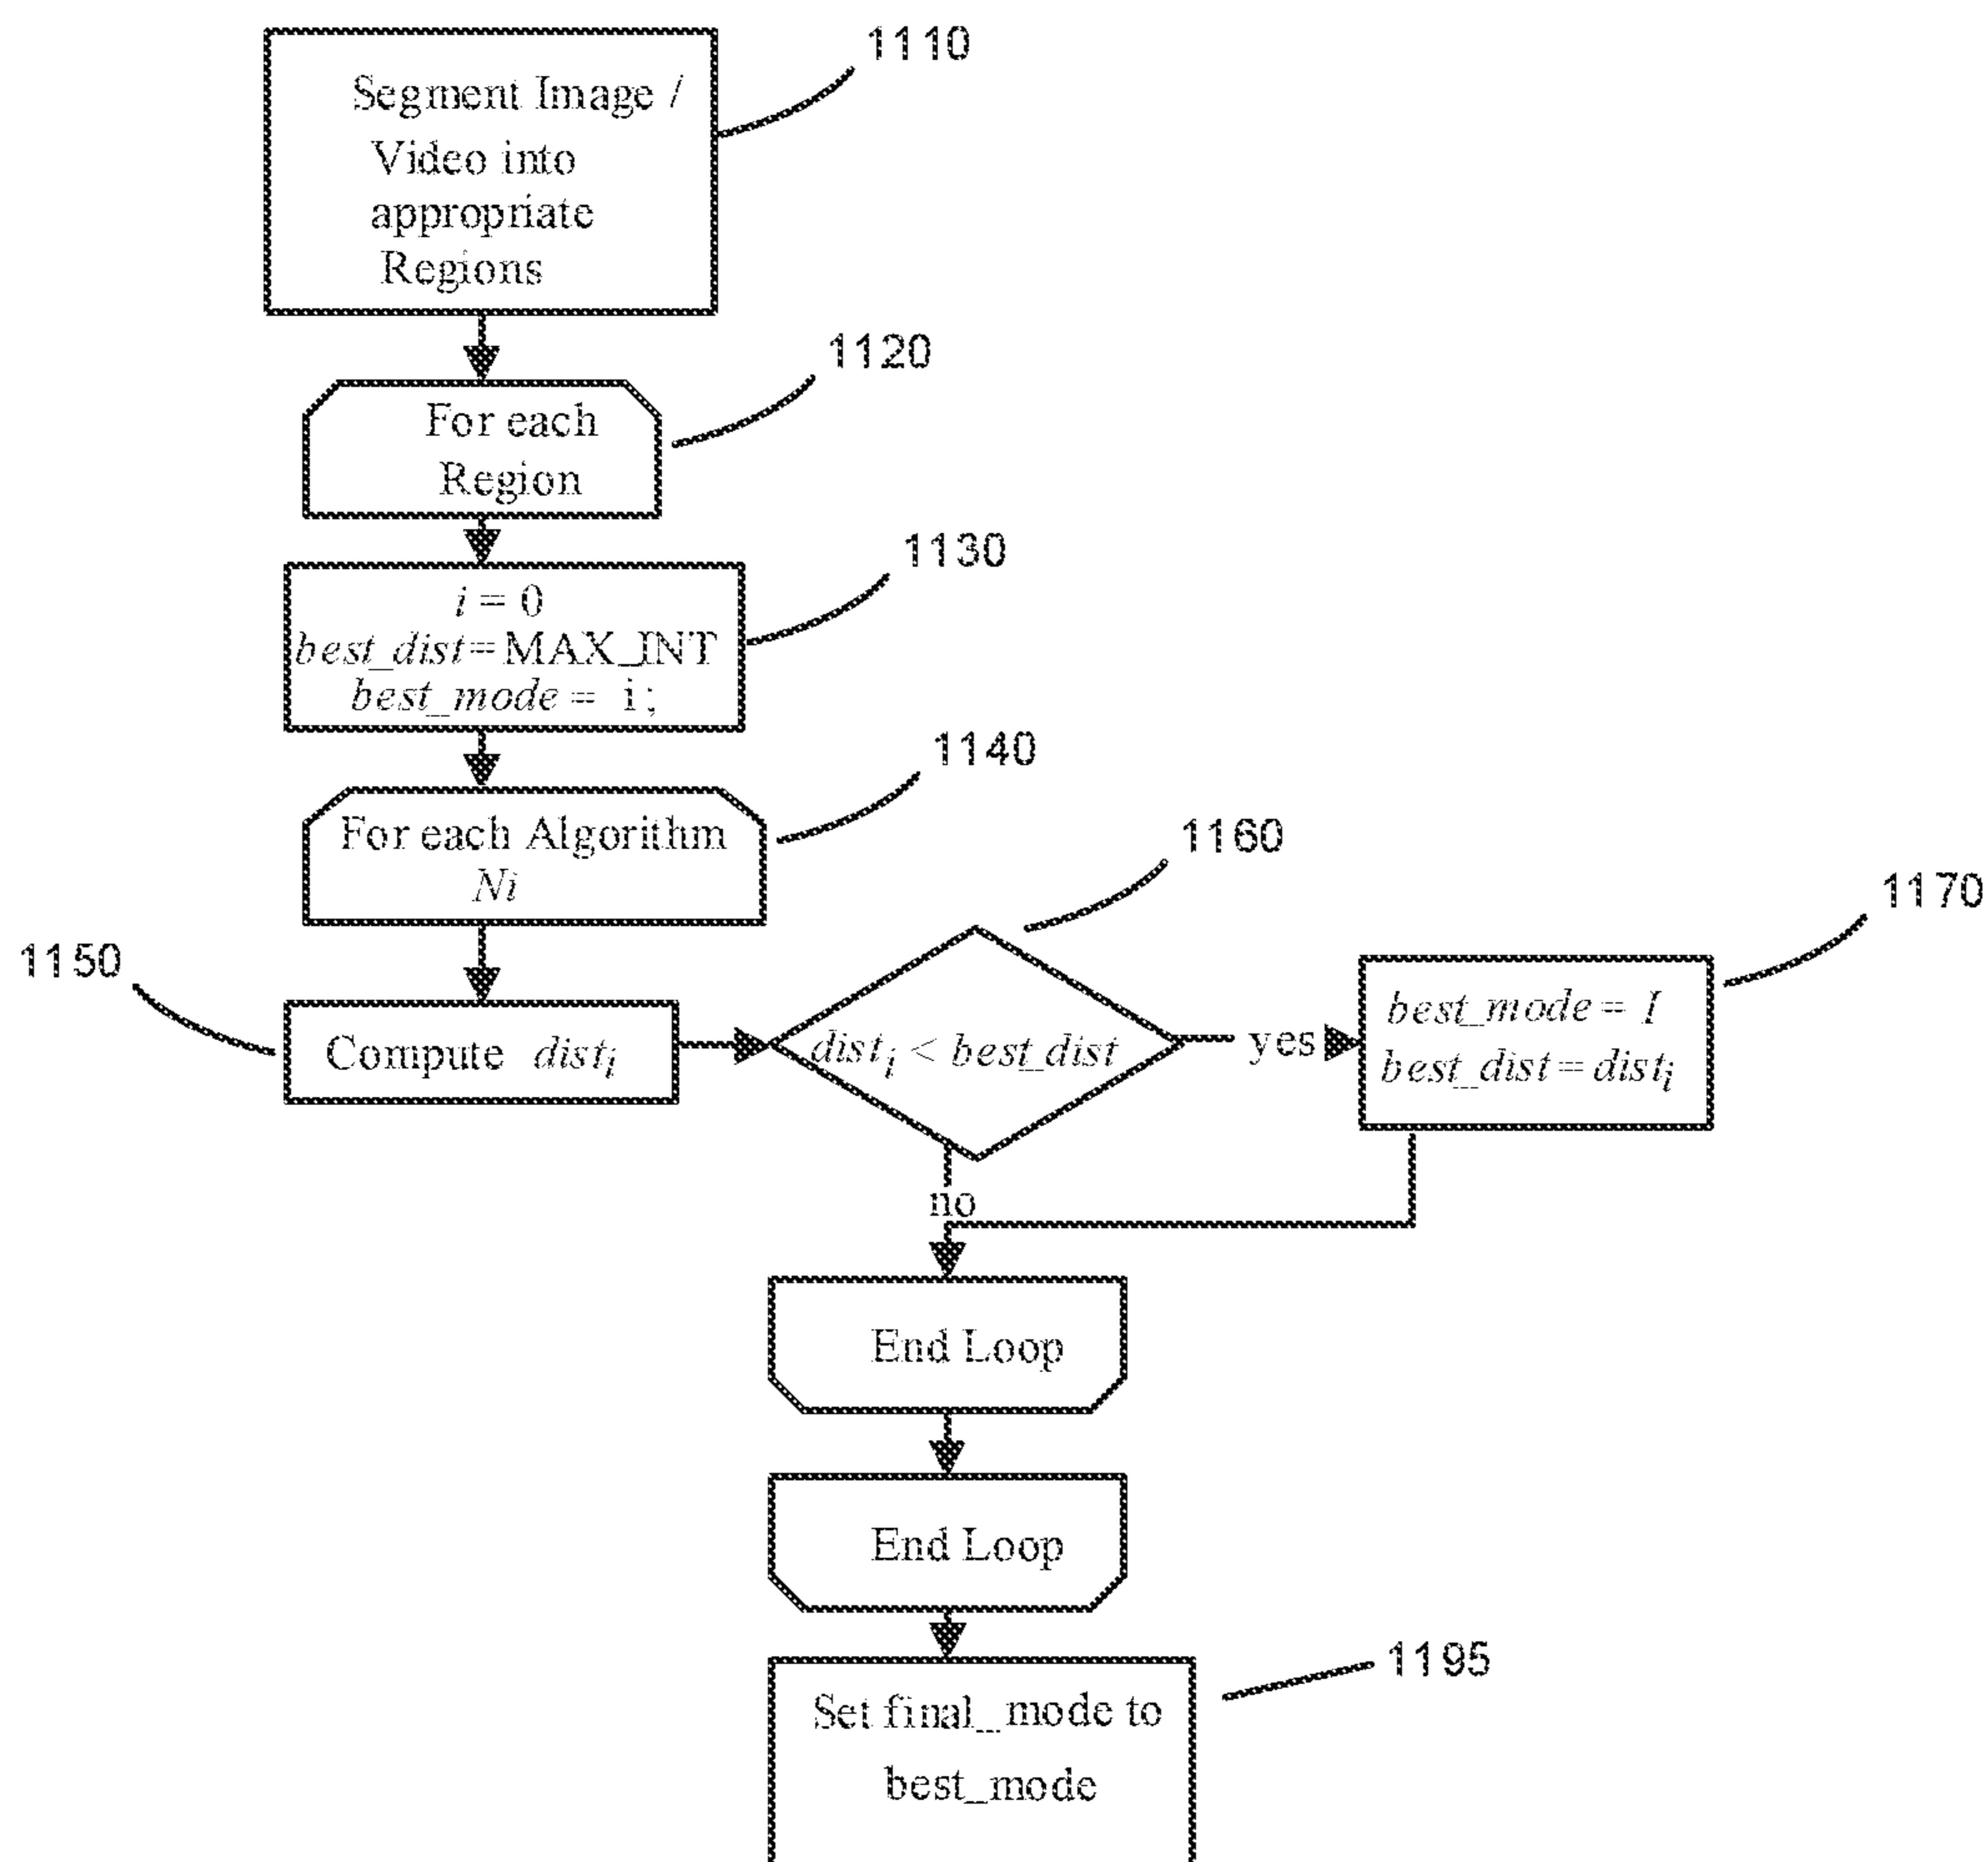 1110
Segment Image /
Video into
appropriate
Regions
1120
For each
Region
1130
i = 0
best_dist=MAX_INT
best_mode = i;
1140
For each Algorithm
Ni
1150
Compute dist_i
1160
dist_i < best_dist
yes
1170
best_mode = I
best_dist=dist_i
no
End Loop
End Loop
1195
Set final_mode to
best_mode